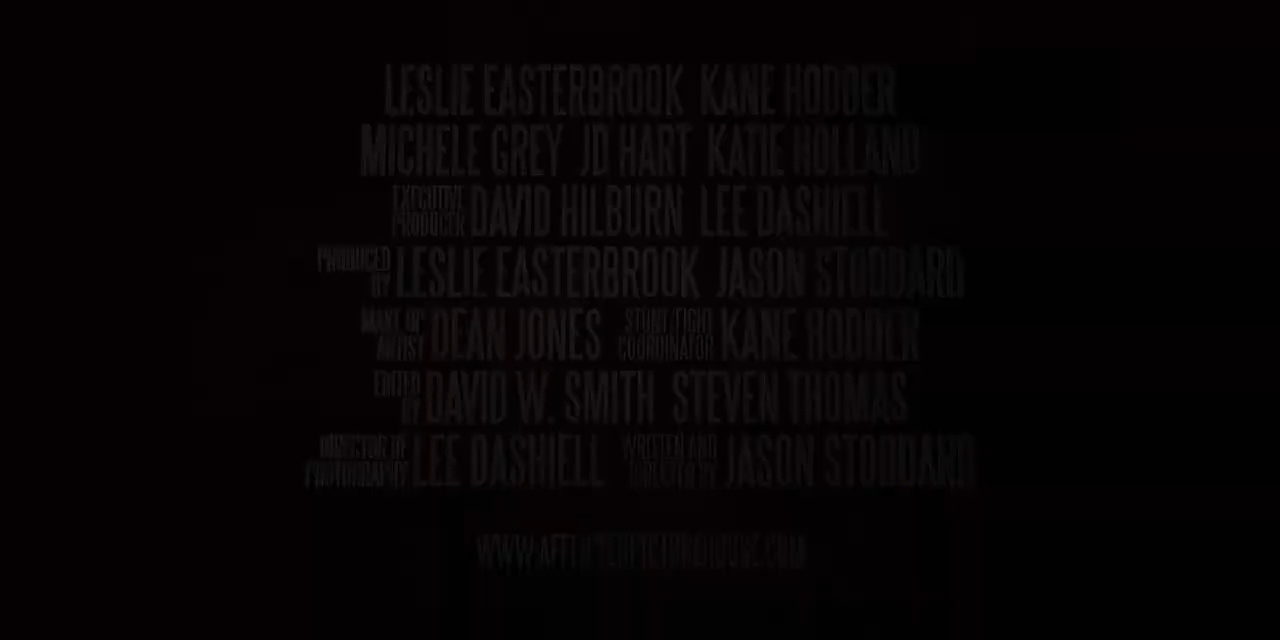 LESLIE EASTERBROOK KANE HODDER
MICHELE GREY JD HART KATIE HOLLAND
EXECUTIVE PRODUCER DAVID HILBURN LEE DASHIELL
PRODUCED BY LESLIE EASTERBROOK JASON STODDARD
MAKE UP ARTIST DEAN JONES STUNT/FIGHT COORDINATOR KANE HODDER
EDITED BY DAVID W. SMITH STEVEN THOMAS
DIRECTOR OF PHOTOGRAPHY LEE DASHIELL WRITTEN AND DIRECTED BY JASON STODDARD